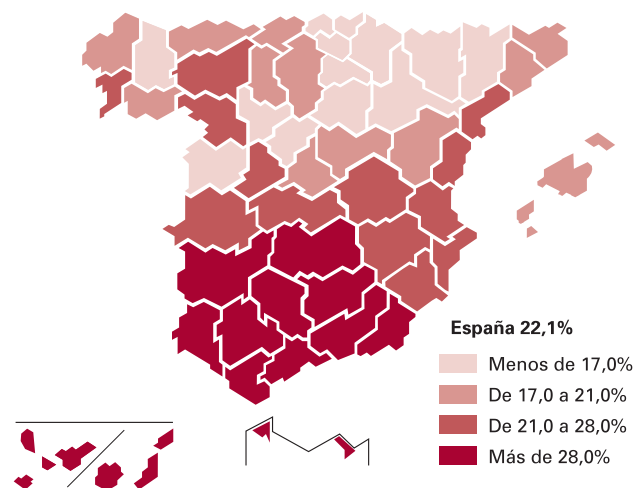 España 22,1%
Menos de 17,0%
De 17,0 a 21,0%
De 21,0 a 28,0%
Más de 28,0%